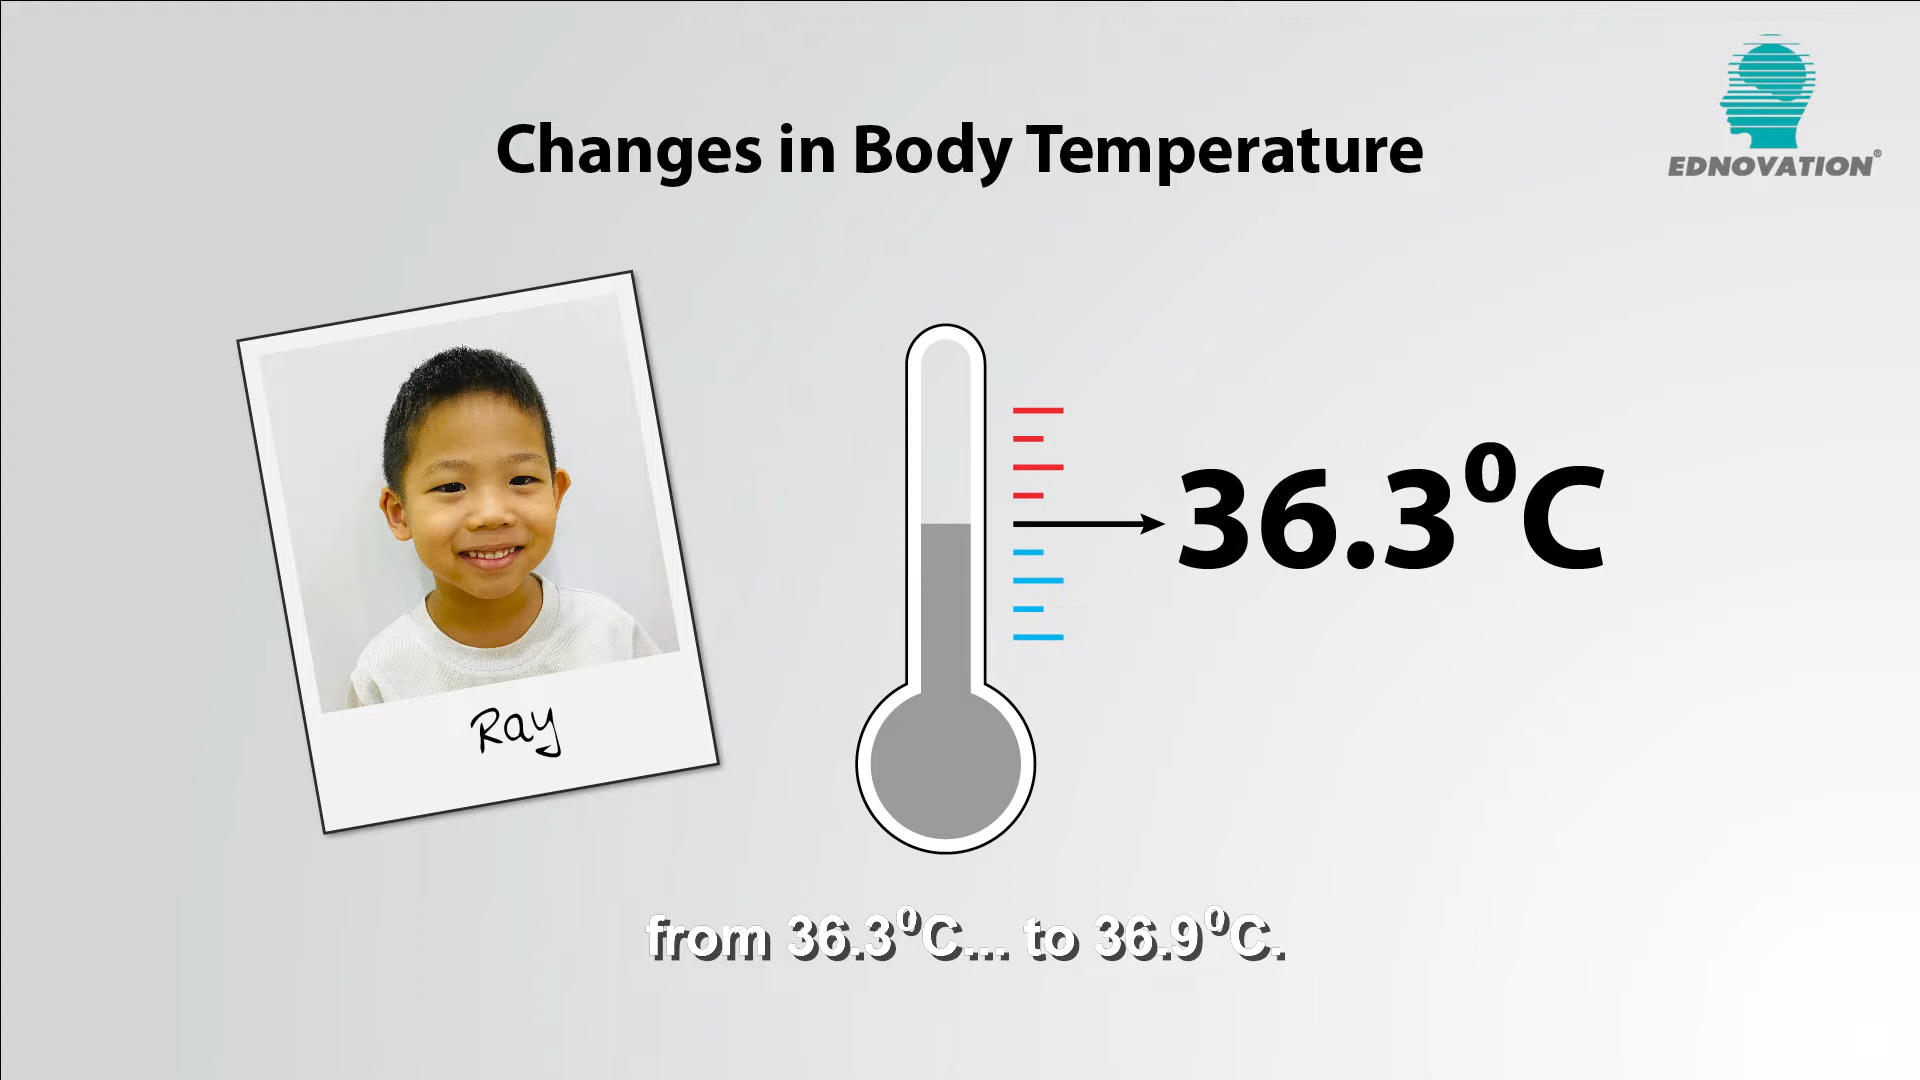 Changes in Body Temperature
EDNOVATION®
36.3⁰C
Ray
from 36.3⁰C... to 36.9⁰C.